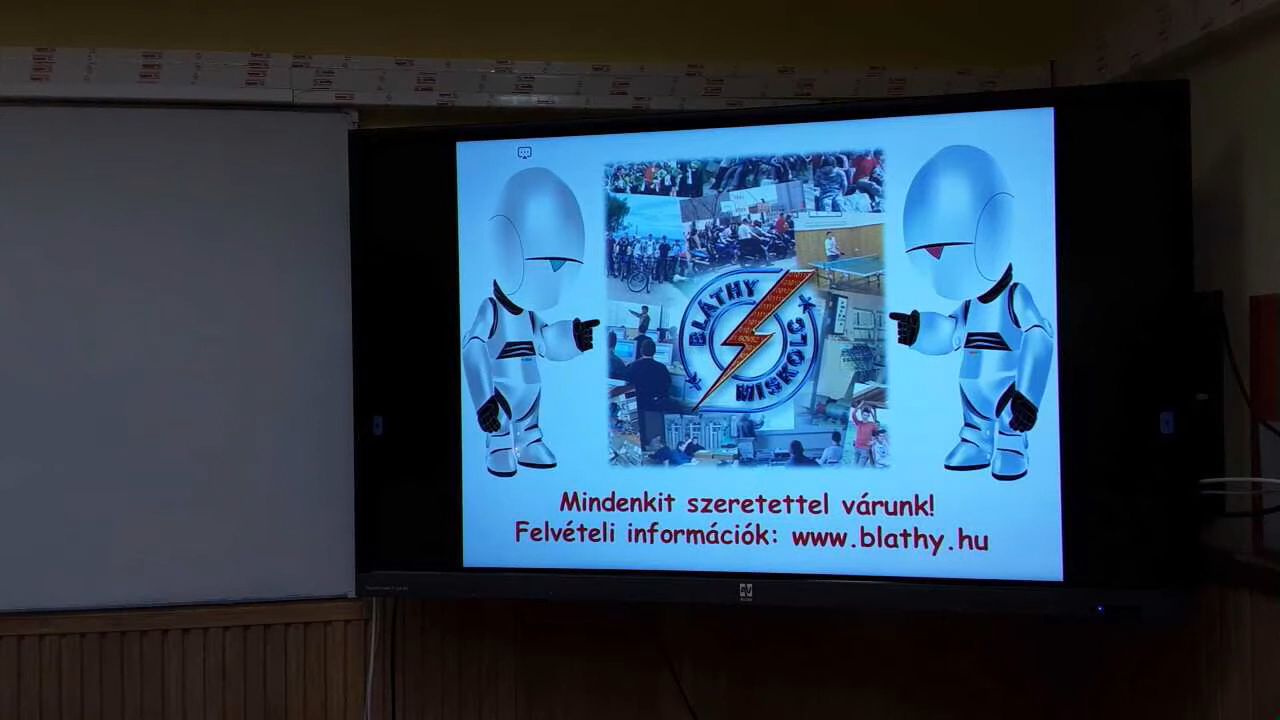 BLÁTHY
MISKOLC
Mindenkit szeretettel várunk!
Felvételi információk: www.blathy.hu